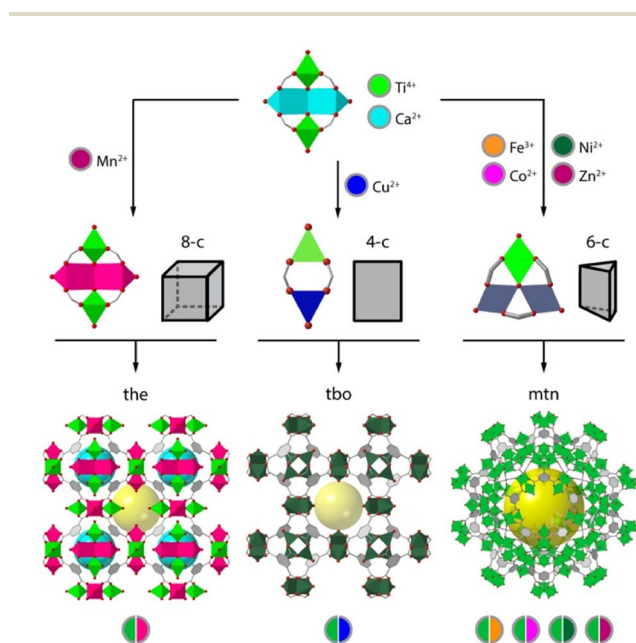 Ti4+
Ca2+
Mn2+
Cu2+
Fe3+
Ni2+
Co2+
Zn2+
8-c
4-c
6-c
the
tbo
mtn